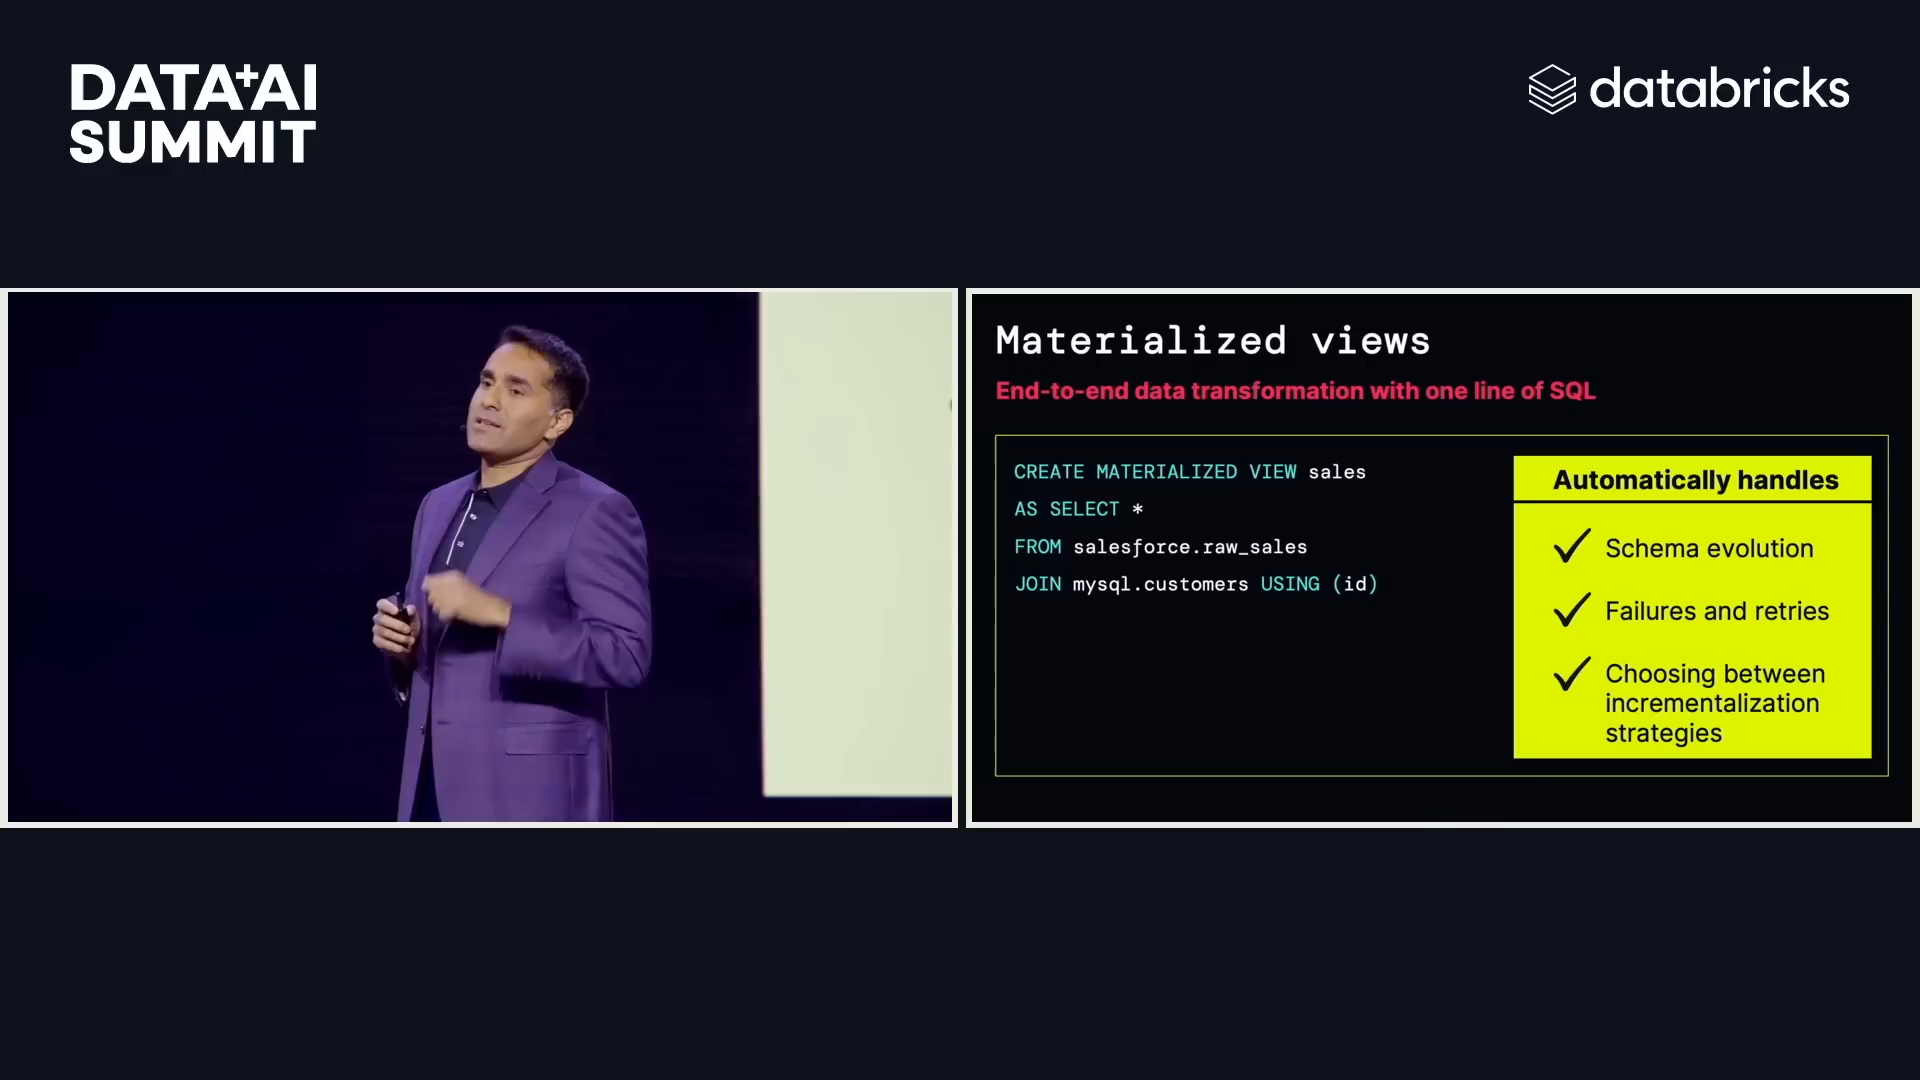 DATA+AI
SUMMIT
databricks
Materialized views
End-to-end data transformation with one line of SQL
CREATE MATERIALIZED VIEW sales
AS SELECT *
FROM salesforce.raw_sales
JOIN mysql.customers USING (id)
Automatically handles
Schema evolution
Failures and retries
Choosing between
incrementalization
strategies